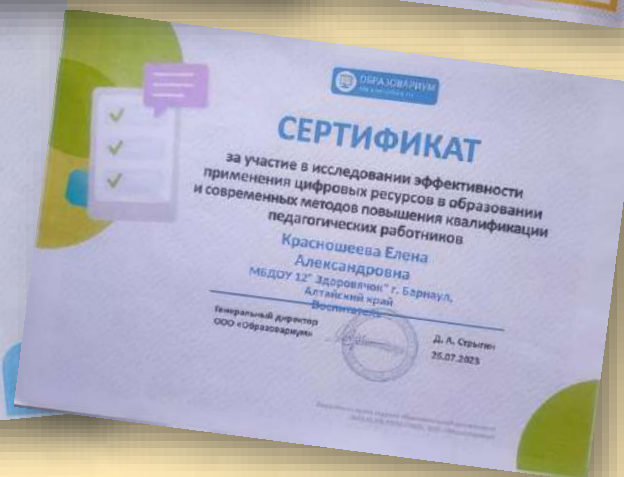 ОБРАЗОВАРИУМ
СЕРТИФИКАТ
за участие в исследовании эффективности
применения цифровых ресурсов в образовании
и современных методов повышения квалификации
педагогических работников
Красношеева Елена
Александровна
МБДОУ 12" Здоровячок" г. Барнаул,
Алтайский край
Воспитатель
Генеральный директор
ООО «Образовариум»
Д. А. Стрыгин
25.07.2025